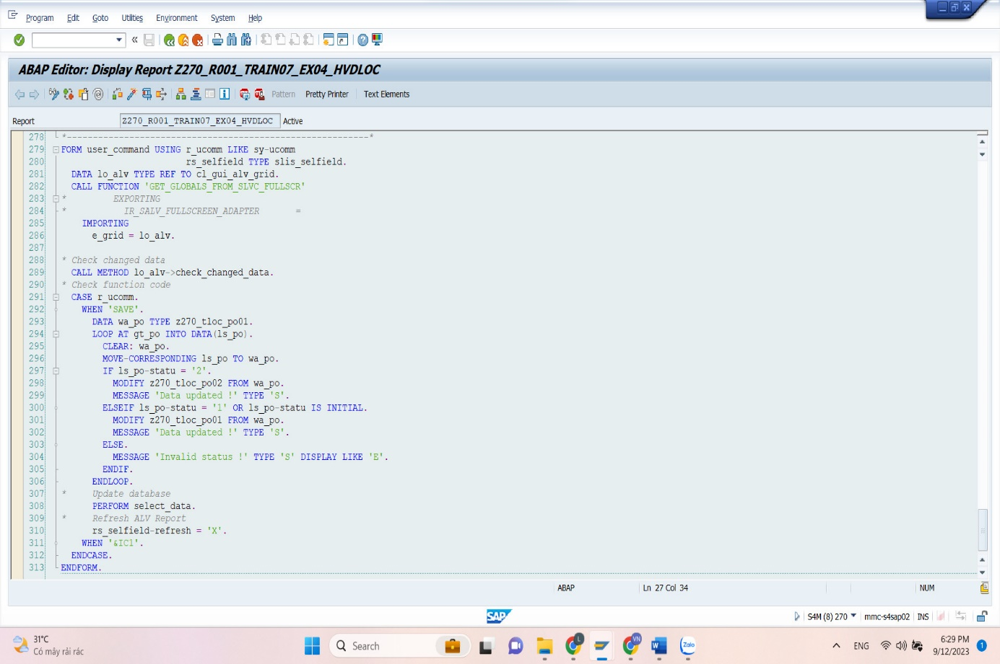 Program Edit Goto Utilities Environment System Help
ABAP Editor: Display Report Z270_R001_TRAIN07_EX04_HVDLOC
Pattern Pretty Printer Text Elements
Report Z270_R001_TRAIN07_EX04_HVDLOC Active
278 *----------------------------------------------------------*
279 FORM user_command USING r_ucomm LIKE sy-ucomm
280 rs_selfield TYPE slis_selfield.
281 DATA lo_alv TYPE REF TO cl_gui_alv_grid.
282 CALL FUNCTION 'GET_GLOBALS_FROM_SLVC_FULLSCR'
283 * EXPORTING
284 * IR_SALV_FULLSCREEN_ADAPTER =
285 IMPORTING
286 e_grid = lo_alv.
287
288 * Check changed data
289 CALL METHOD lo_alv->check_changed_data.
290 * Check function code
291 CASE r_ucomm.
292 WHEN 'SAVE'.
293 DATA wa_po TYPE z270_tloc_po01.
294 LOOP AT gt_po INTO DATA(ls_po).
295 CLEAR: wa_po.
296 MOVE-CORRESPONDING ls_po TO wa_po.
297 IF ls_po-statu = '2'.
298 MODIFY z270_tloc_po02 FROM wa_po.
299 MESSAGE 'Data updated !' TYPE 'S'.
300 ELSEIF ls_po-statu = '1' OR ls_po-statu IS INITIAL.
301 MODIFY z270_tloc_po01 FROM wa_po.
302 MESSAGE 'Data updated !' TYPE 'S'.
303 ELSE.
304 MESSAGE 'Invalid status !' TYPE 'S' DISPLAY LIKE 'E'.
305 ENDIF.
306 ENDLOOP.
307 * Update database
308 PERFORM select_data.
309 * Refresh ALV Report
310 rs_selfield-refresh = 'X'.
311 WHEN '&IC1'.
312 ENDCASE.
313 ENDFORM.
ABAP Ln 27 Col 34 NUM
SAP S4M (8) 270 mmc-s4sap02 INS
31°C
Có mây rải rác
Search
L VN W Zalo
ENG
6:29 PM
9/12/2023
1